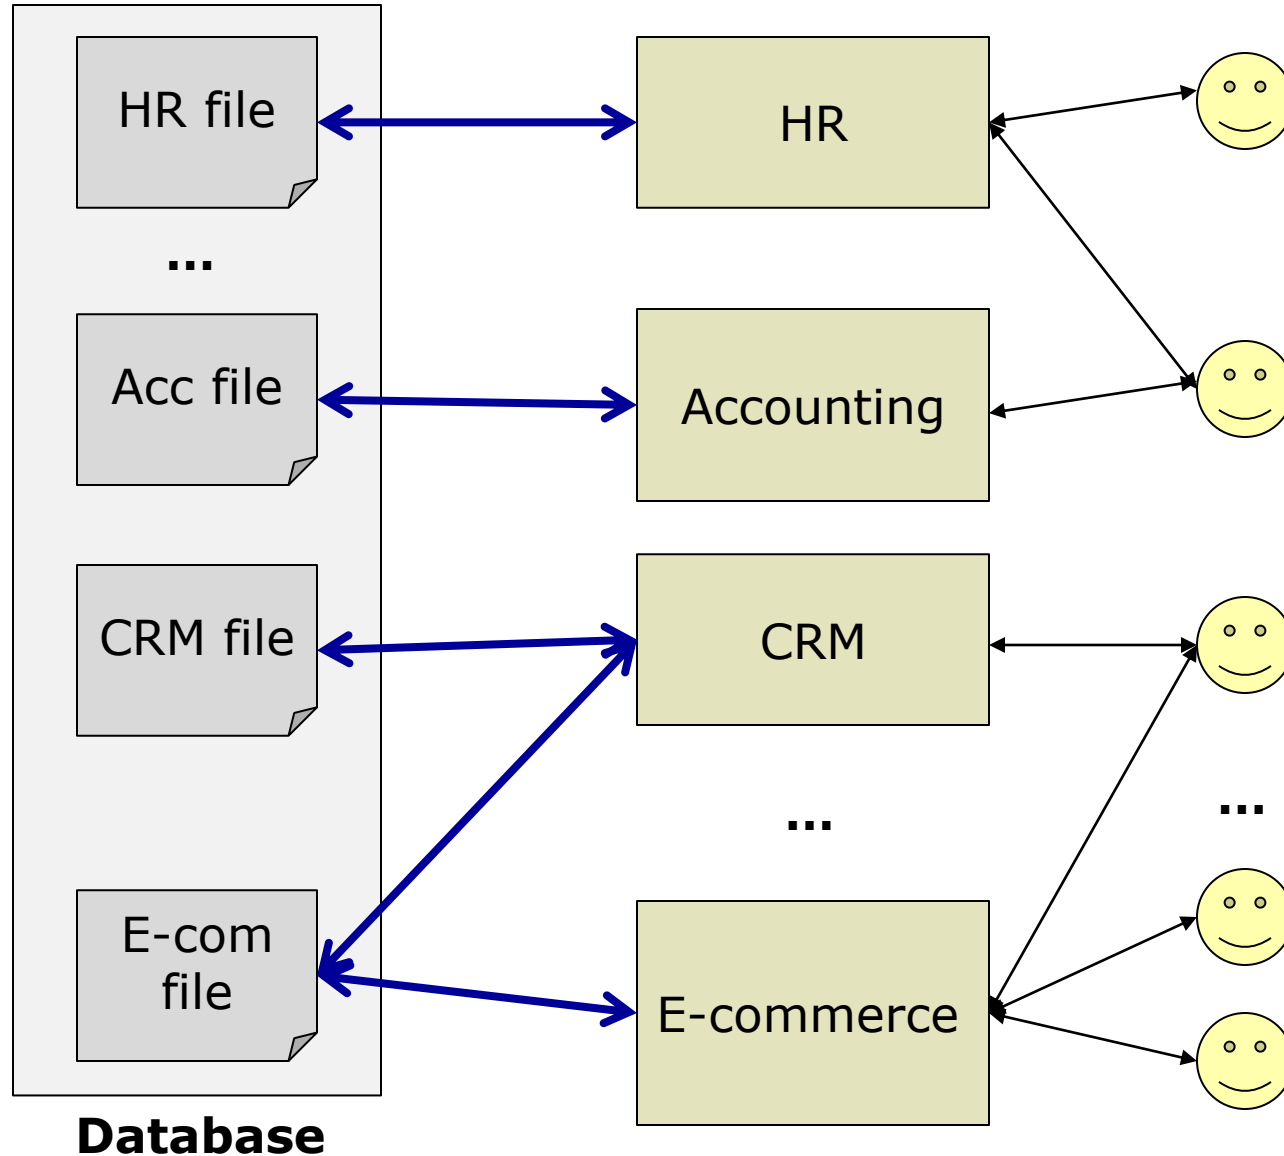 HR file
HR
...
Acc file
Accounting
CRM file
CRM
...
...
E-com
file
E-commerce
Database